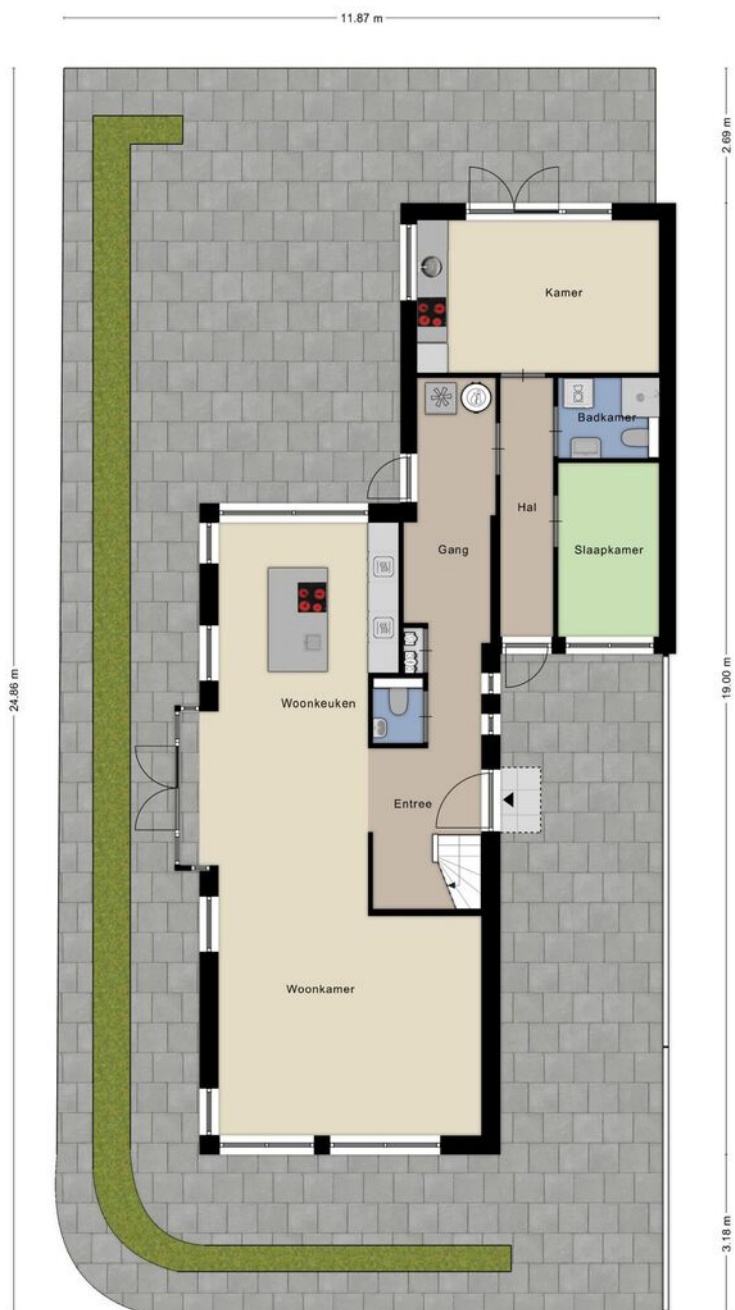 11.87 m
2.69 m
Kamer
Badkamer
Hal
Gang
Slaapkamer
24.86 m
19.00 m
Woonkeuken
Entree
Woonkamer
3.18 m